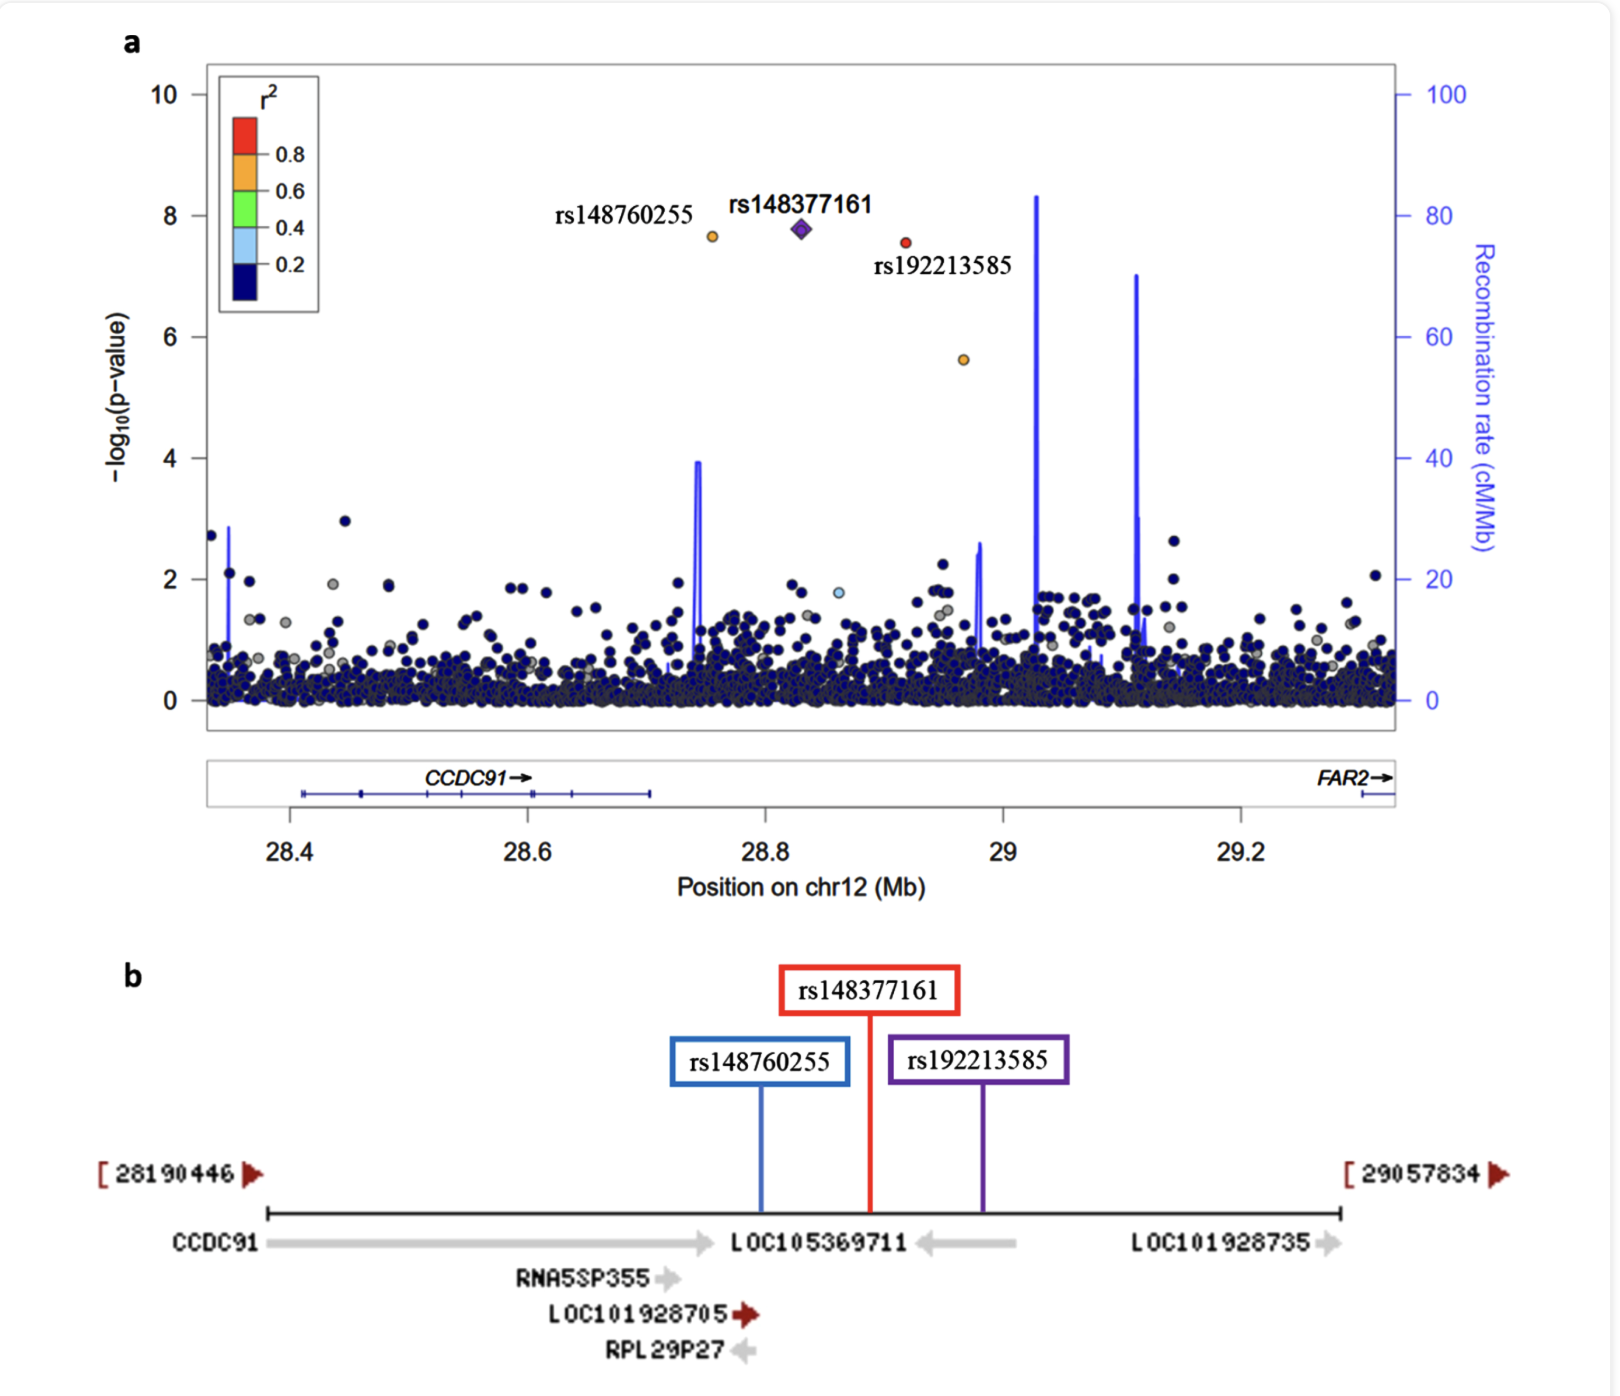 a
r2
0.8
0.6
0.4
0.2
10
8
6
4
2
0
−log10(p−value)
100
80
60
40
20
0
Recombination rate (cM/Mb)
rs148760255
rs148377161
rs192213585
CCDC91→
FAR2→
28.4 28.6 28.8 29 29.2
Position on chr12 (Mb)
b
rs148377161
rs148760255 rs192213585
[ 28190446 [ 29057834
CCDC91 LOC105369711 LOC101928735
RNA5SP355
LOC101928705
RPL29P27